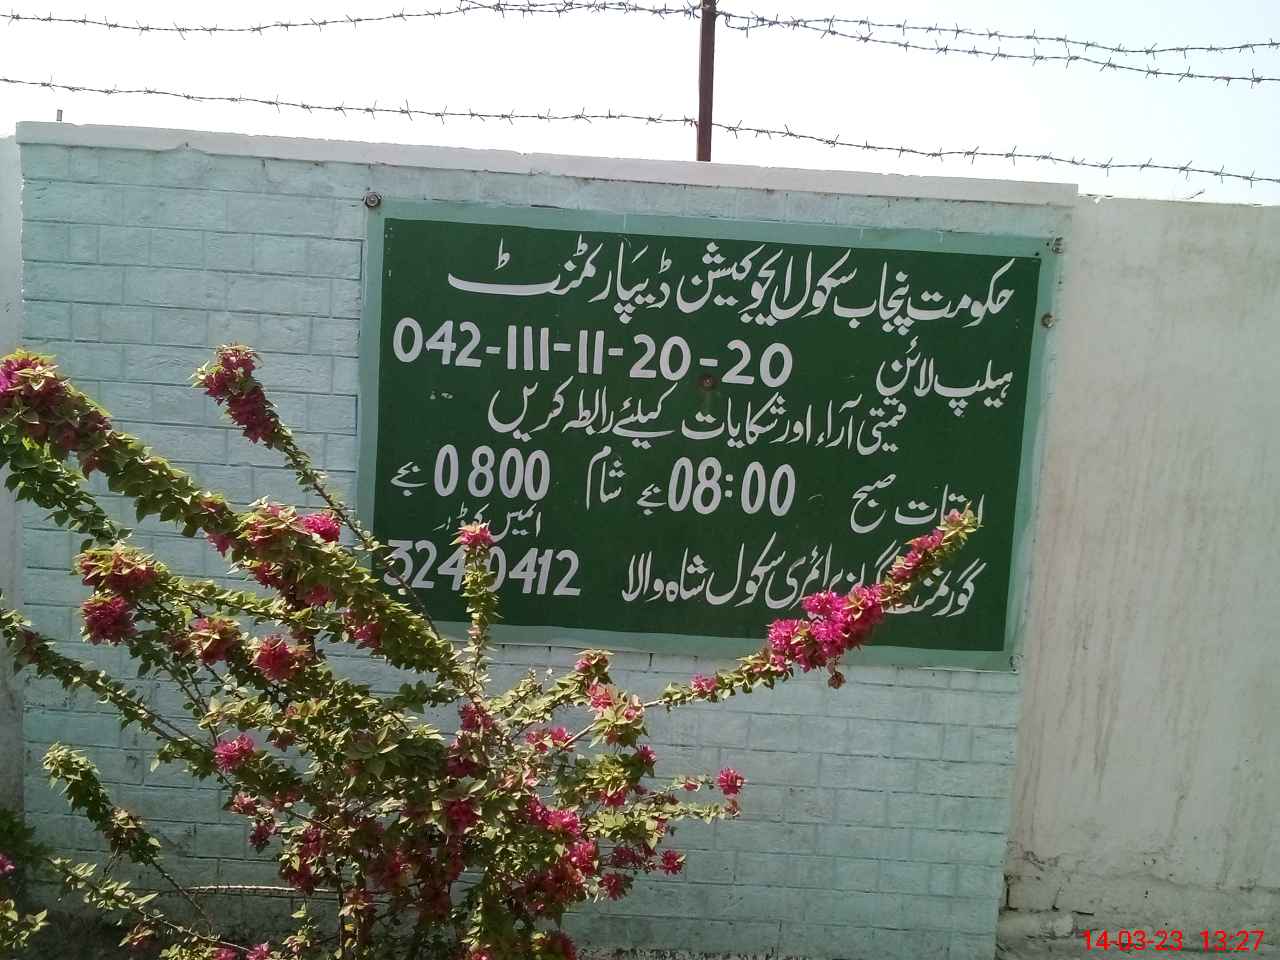 حکومت پنجاب سکول ایجوکیشن ڈیپارٹمنٹ
ہیلپ لائن 042-111-11-20-20
قیمتی آراء اور شکایات کیلئے رابطہ کریں
اوقات صبح 08:00 بجے شام 0800 بجے
ایمیس کوڈ
گورنمنٹ گرلز پرائمری سکول شاہ والا 32410412
14-03-23 13:27